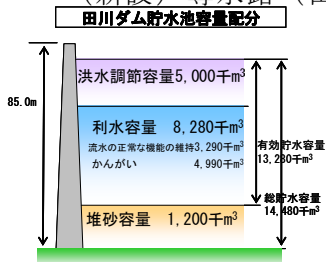 田川ダム貯水池容量配分
洪水調節容量5,000千m³
85.0m
利水容量 8,280千m³
流水の正常な機能の維持3,290千m³
かんがい 4,990千m³
有効貯水容量
13,280千m³
総貯水容量
14,480千m³
堆砂容量 1,200千m³